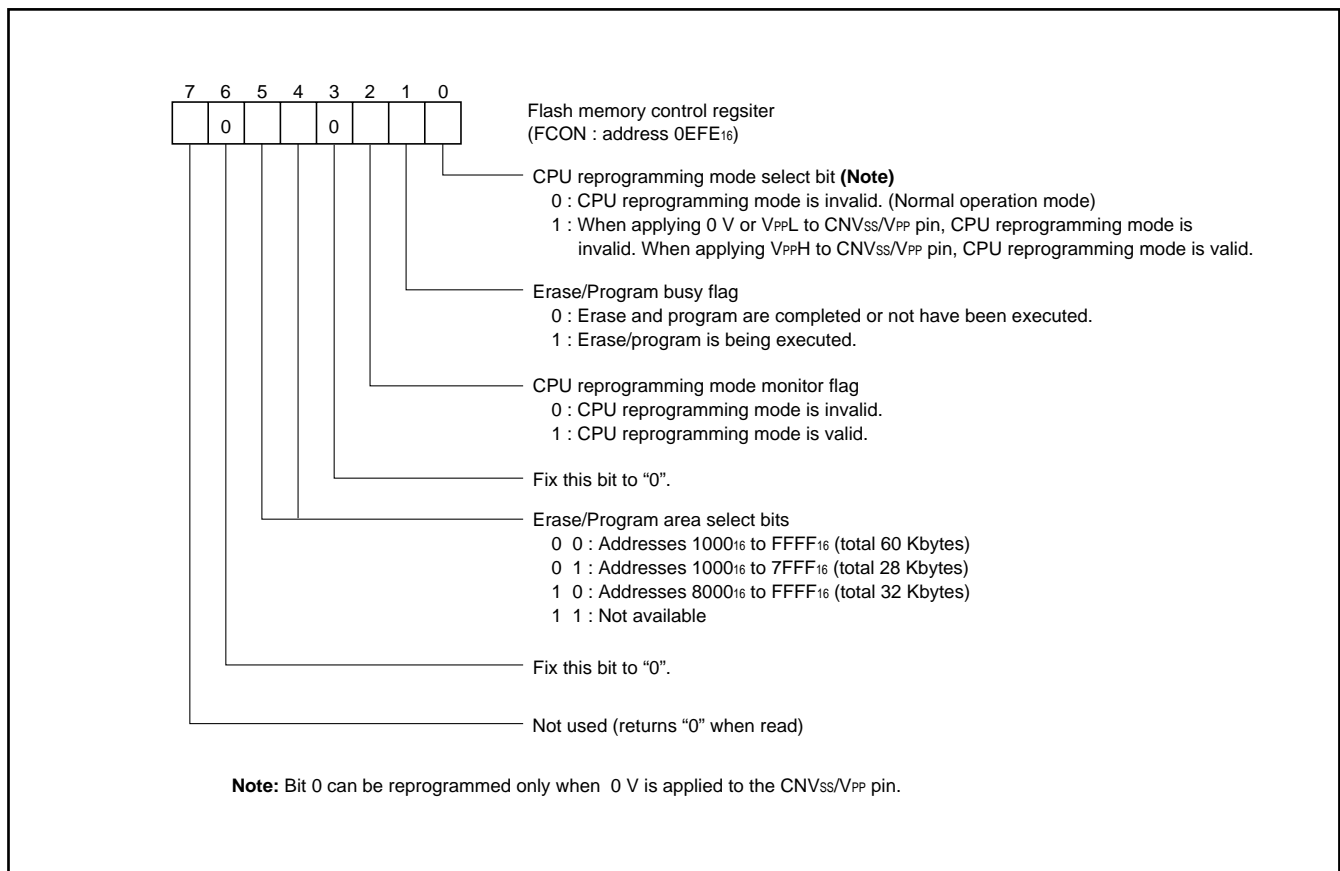 7 6 5 4 3 2 1 0
0 0
Flash memory control regsiter
(FCON : address 0EFE16)
CPU reprogramming mode select bit (Note)
0 : CPU reprogramming mode is invalid. (Normal operation mode)
1 : When applying 0 V or VPPL to CNVSS/VPP pin, CPU reprogramming mode is
invalid. When applying VPPH to CNVSS/VPP pin, CPU reprogramming mode is valid.
Erase/Program busy flag
0 : Erase and program are completed or not have been executed.
1 : Erase/program is being executed.
CPU reprogramming mode monitor flag
0 : CPU reprogramming mode is invalid.
1 : CPU reprogramming mode is valid.
Fix this bit to “0”.
Erase/Program area select bits
0 0 : Addresses 100016 to FFFF16 (total 60 Kbytes)
0 1 : Addresses 100016 to 7FFF16 (total 28 Kbytes)
1 0 : Addresses 800016 to FFFF16 (total 32 Kbytes)
1 1 : Not available
Fix this bit to “0”.
Not used (returns “0” when read)
Note: Bit 0 can be reprogrammed only when 0 V is applied to the CNVSS/VPP pin.